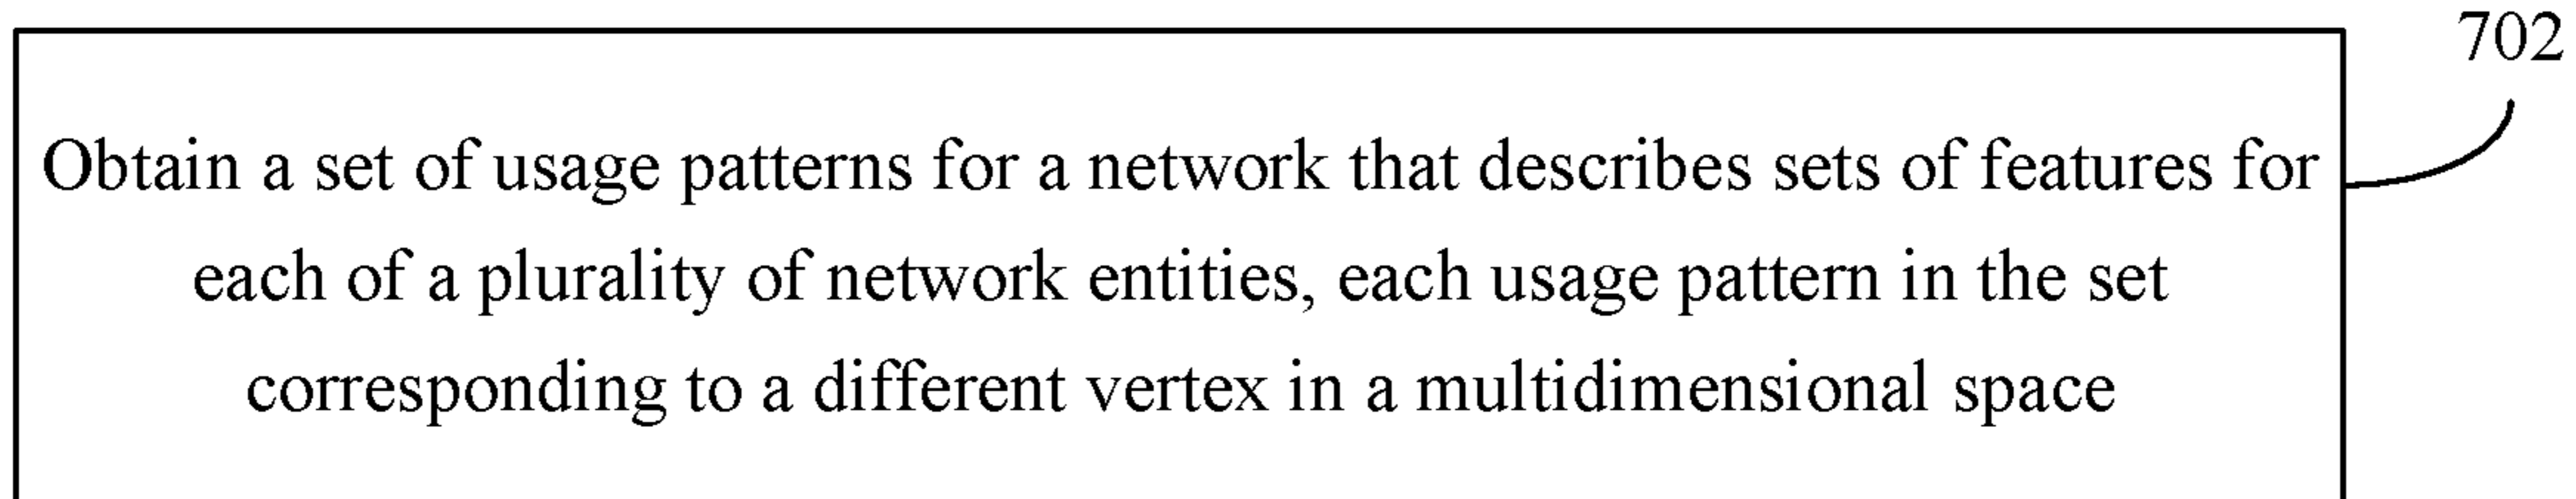 702
Obtain a set of usage patterns for a network that describes sets of features for
each of a plurality of network entities, each usage pattern in the set
corresponding to a different vertex in a multidimensional space